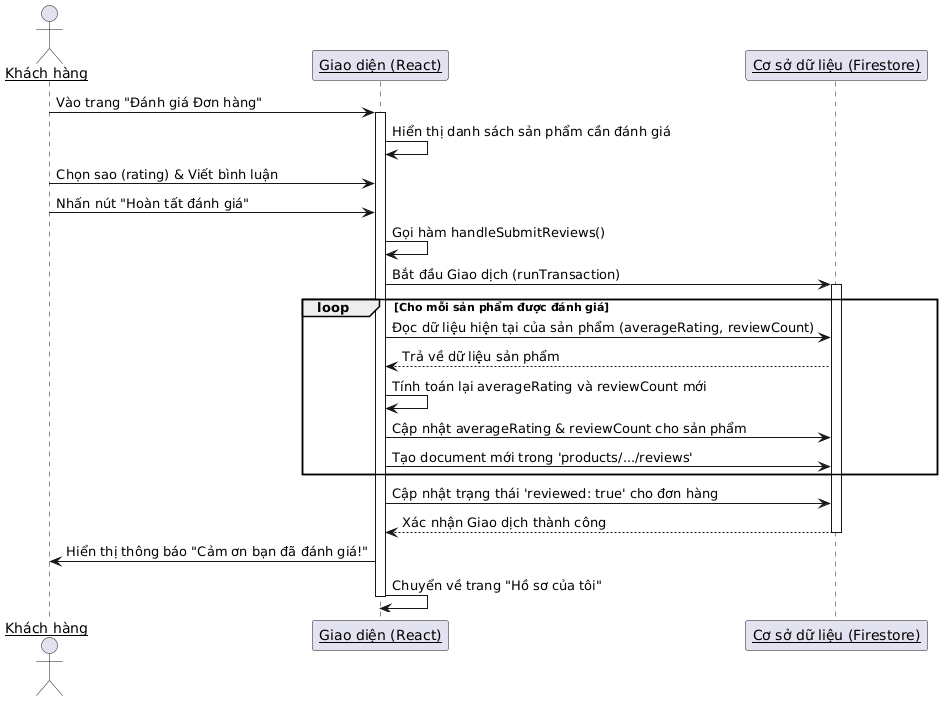 Khách hàng
Giao diện (React)
Cơ sở dữ liệu (Firestore)
Vào trang "Đánh giá Đơn hàng"
Hiển thị danh sách sản phẩm cần đánh giá
Chọn sao (rating) & Viết bình luận
Nhấn nút "Hoàn tất đánh giá"
Gọi hàm handleSubmitReviews()
Bắt đầu Giao dịch (runTransaction)
loop
[Cho mỗi sản phẩm được đánh giá]
Đọc dữ liệu hiện tại của sản phẩm (averageRating, reviewCount)
Trả về dữ liệu sản phẩm
Tính toán lại averageRating và reviewCount mới
Cập nhật averageRating & reviewCount cho sản phẩm
Tạo document mới trong 'products/.../reviews'
Cập nhật trạng thái 'reviewed: true' cho đơn hàng
Xác nhận Giao dịch thành công
Hiển thị thông báo "Cảm ơn bạn đã đánh giá!"
Chuyển về trang "Hồ sơ của tôi"
Khách hàng
Giao diện (React)
Cơ sở dữ liệu (Firestore)